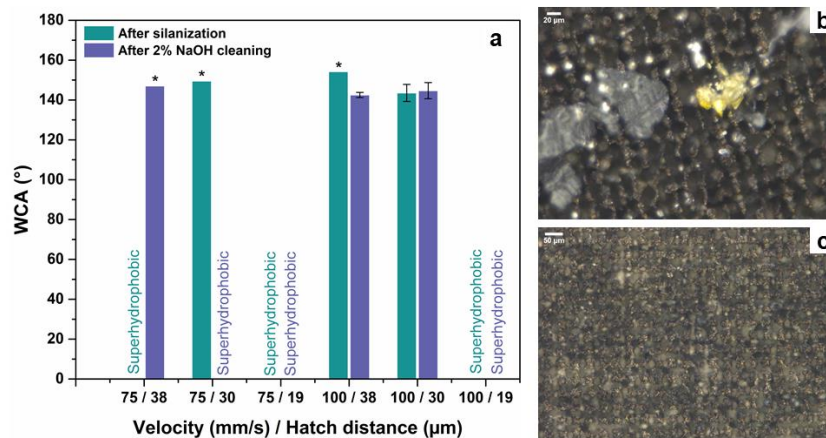 180
160
140
120
100
80
60
40
20
0
WCA (°)
After silanization
After 2% NaOH cleaning
a
*
*
*
Superhydrophobic
Superhydrophobic
Superhydrophobic
Superhydrophobic
Superhydrophobic
Superhydrophobic
75 / 38
75 / 30
75 / 19
100 / 38
100 / 30
100 / 19
Velocity (mm/s) / Hatch distance (μm)
20 μm
b
50 μm
c